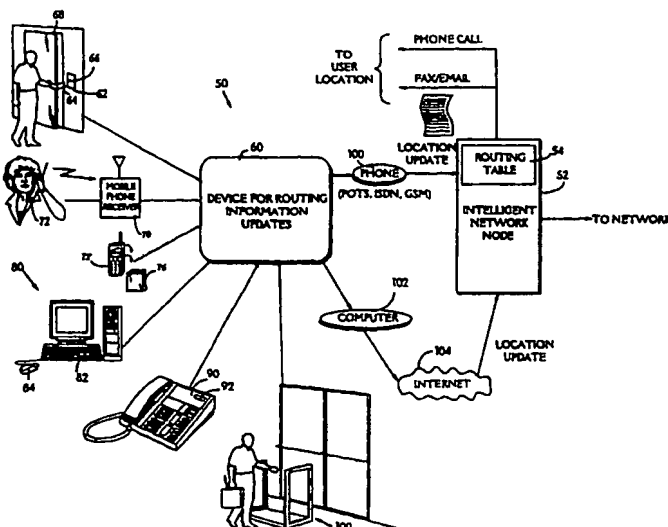 68
66
62
64
50
PHONE CALL
TO
USER
LOCATION
FAX/EMAIL
LOCATION
UPDATE
60
DEVICE FOR ROUTING
INFORMATION
UPDATES
100
PHONE
(POTS, ISDN, GSM)
ROUTING
TABLE
54
52
INTELLIGENT
NETWORK
NODE
TO NETWORK
72
MOBILE
PHONE
RECEIVER
70
76
80
82
84
90
92
102
COMPUTER
LOCATION
UPDATE
104
INTERNET